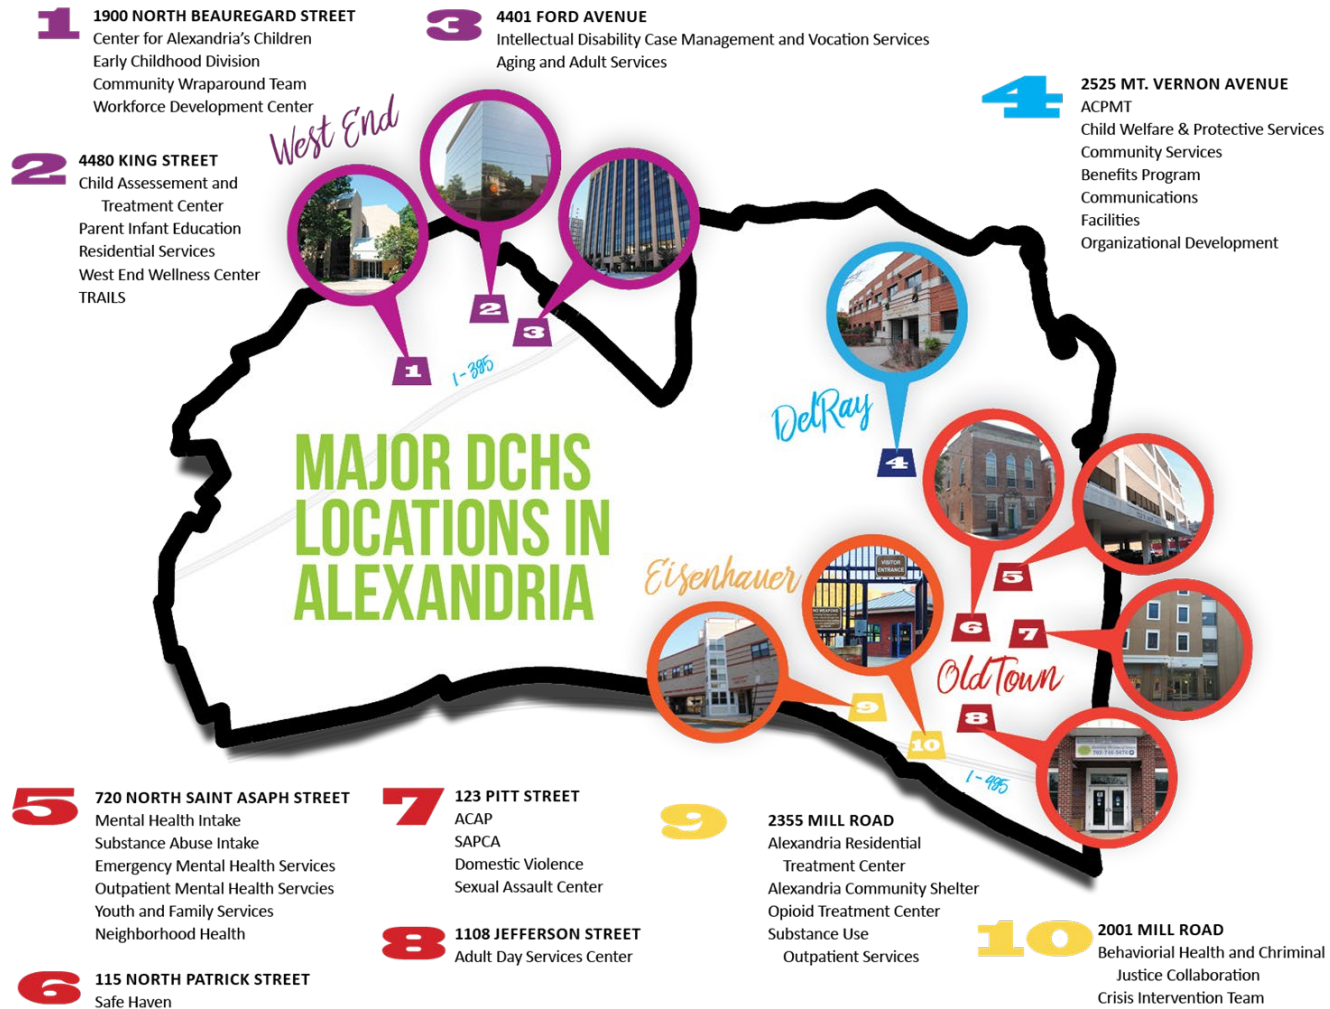 1
1900 NORTH BEAUREGARD STREET
Center for Alexandria's Children
Early Childhood Division
Community Wraparound Team
Workforce Development Center
2
4480 KING STREET
Child Assessement and
Treatment Center
Parent Infant Education
Residential Services
West End Wellness Center
TRAILS
3
4401 FORD AVENUE
Intellectual Disability Case Management and Vocation Services
Aging and Adult Services
4
2525 MT. VERNON AVENUE
ACPMT
Child Welfare & Protective Services
Community Services
Benefits Program
Communications
Facilities
Organizational Development
West End
1
2
3
I-395
DelRay
4
MAJOR DCHS
LOCATIONS IN
ALEXANDRIA
Eisenhauer
VISITOR
ENTRANCE
5
6
7
Old Town
8
9
10
I-495
5
720 NORTH SAINT ASAPH STREET
Mental Health Intake
Substance Abuse Intake
Emergency Mental Health Services
Outpatient Mental Health Servcies
Youth and Family Services
Neighborhood Health
6
115 NORTH PATRICK STREET
Safe Haven
7
123 PITT STREET
ACAP
SAPCA
Domestic Violence
Sexual Assault Center
8
1108 JEFFERSON STREET
Adult Day Services Center
9
2355 MILL ROAD
Alexandria Residential
Treatment Center
Alexandria Community Shelter
Opioid Treatment Center
Substance Use
Outpatient Services
10
2001 MILL ROAD
Behaviorial Health and Chriminal
Justice Collaboration
Crisis Intervention Team